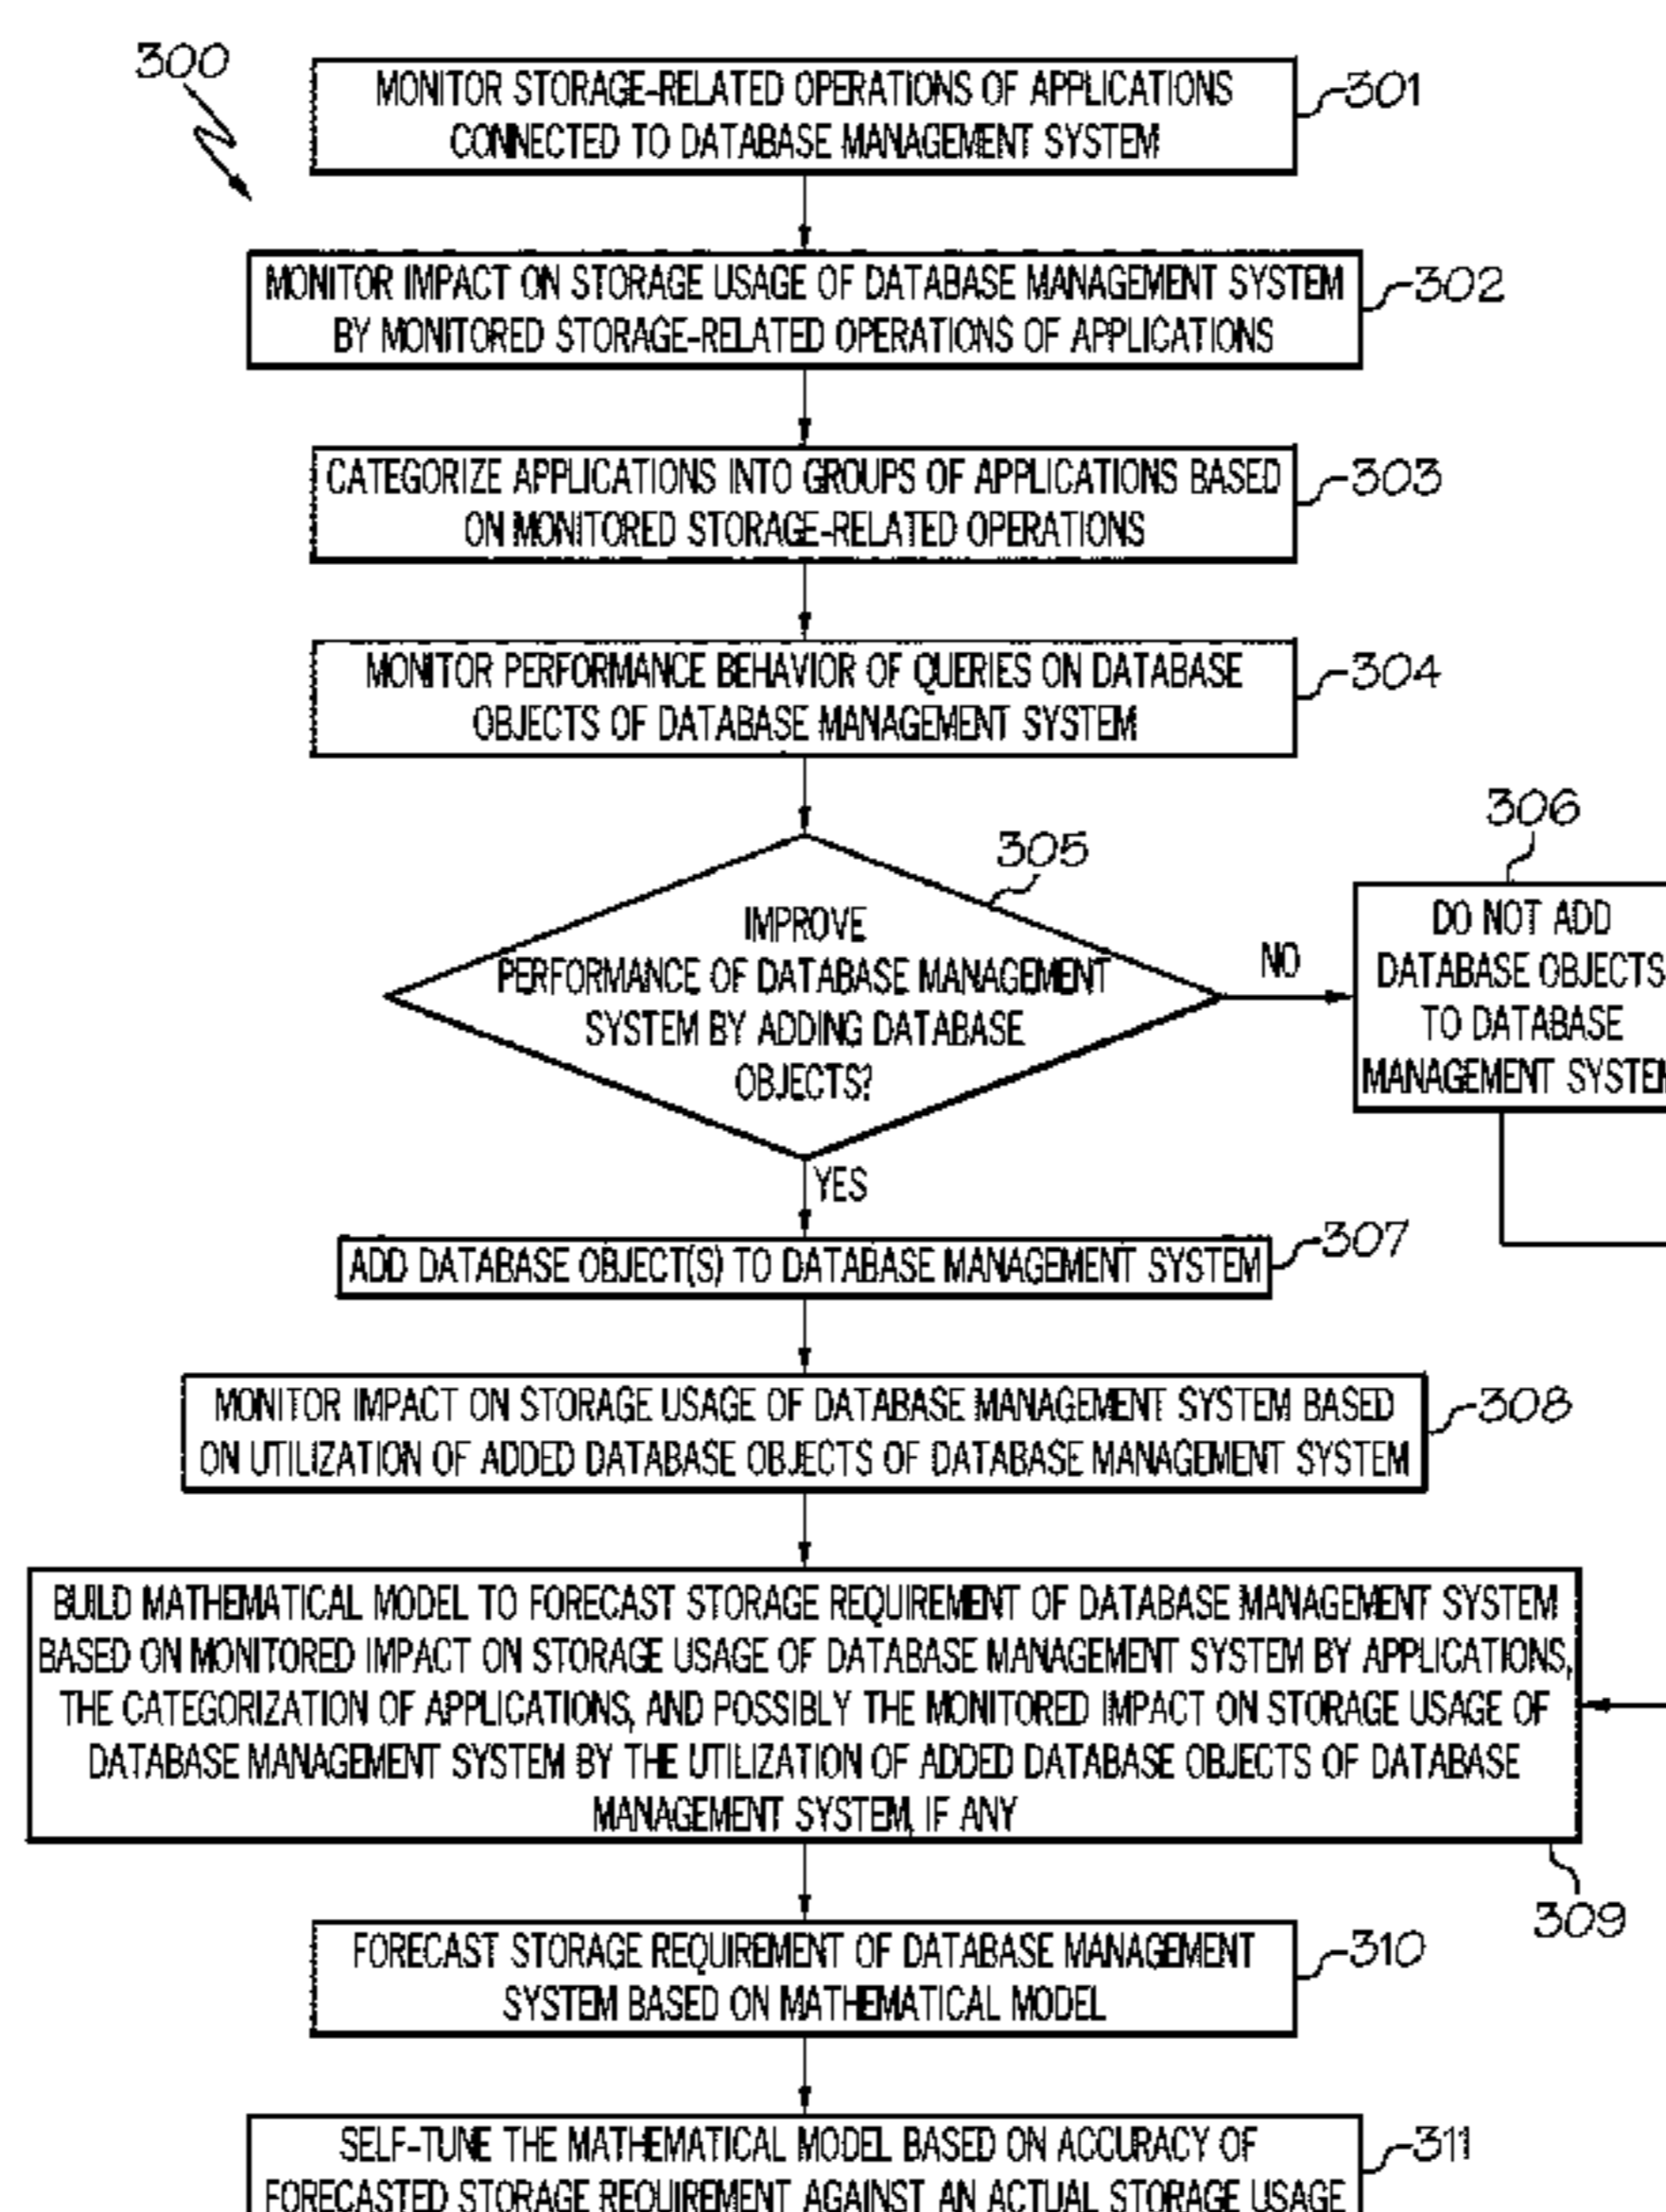 300
MONITOR STORAGE-RELATED OPERATIONS OF APPLICATIONS
CONNECTED TO DATABASE MANAGEMENT SYSTEM
301
MONITOR IMPACT ON STORAGE USAGE OF DATABASE MANAGEMENT SYSTEM
BY MONITORED STORAGE-RELATED OPERATIONS OF APPLICATIONS
302
CATEGORIZE APPLICATIONS INTO GROUPS OF APPLICATIONS BASED
ON MONITORED STORAGE-RELATED OPERATIONS
303
MONITOR PERFORMANCE BEHAVIOR OF QUERIES ON DATABASE
OBJECTS OF DATABASE MANAGEMENT SYSTEM
304
305
IMPROVE
PERFORMANCE OF DATABASE MANAGEMENT
SYSTEM BY ADDING DATABASE
OBJECTS?
NO
306
DO NOT ADD
DATABASE OBJECTS
TO DATABASE
MANAGEMENT SYSTEM
YES
ADD DATABASE OBJECT(S) TO DATABASE MANAGEMENT SYSTEM
307
MONITOR IMPACT ON STORAGE USAGE OF DATABASE MANAGEMENT SYSTEM BASED
ON UTILIZATION OF ADDED DATABASE OBJECTS OF DATABASE MANAGEMENT SYSTEM
308
BUILD MATHEMATICAL MODEL TO FORECAST STORAGE REQUIREMENT OF DATABASE MANAGEMENT SYSTEM
BASED ON MONITORED IMPACT ON STORAGE USAGE OF DATABASE MANAGEMENT SYSTEM BY APPLICATIONS,
THE CATEGORIZATION OF APPLICATIONS, AND POSSIBLY THE MONITORED IMPACT ON STORAGE USAGE OF
DATABASE MANAGEMENT SYSTEM BY THE UTILIZATION OF ADDED DATABASE OBJECTS OF DATABASE
MANAGEMENT SYSTEM, IF ANY
309
FORECAST STORAGE REQUIREMENT OF DATABASE MANAGEMENT
SYSTEM BASED ON MATHEMATICAL MODEL
310
SELF-TUNE THE MATHEMATICAL MODEL BASED ON ACCURACY OF
FORECASTED STORAGE REQUIREMENT AGAINST AN ACTUAL STORAGE USAGE
311